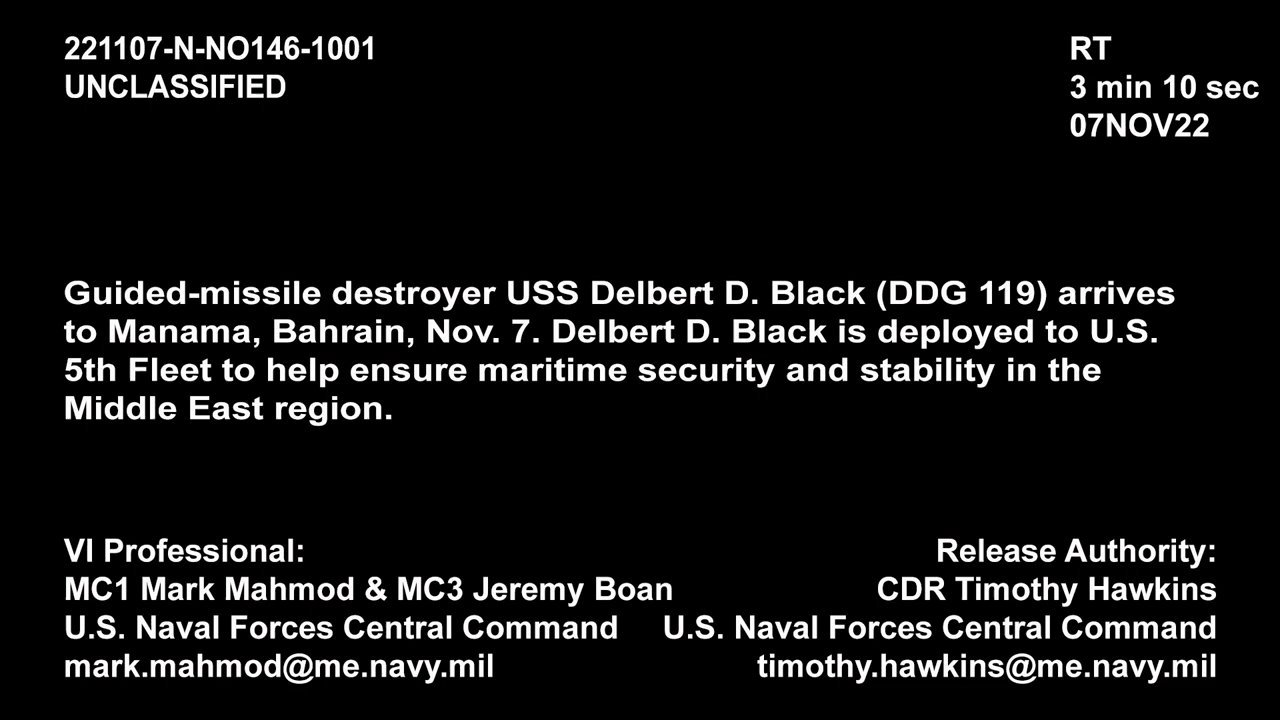 221107-N-NO146-1001
UNCLASSIFIED
RT
3 min 10 sec
07NOV22
Guided-missile destroyer USS Delbert D. Black (DDG 119) arrives
to Manama, Bahrain, Nov. 7. Delbert D. Black is deployed to U.S.
5th Fleet to help ensure maritime security and stability in the
Middle East region.
VI Professional:
MC1 Mark Mahmod & MC3 Jeremy Boan
U.S. Naval Forces Central Command
mark.mahmod@me.navy.mil
Release Authority:
CDR Timothy Hawkins
U.S. Naval Forces Central Command
timothy.hawkins@me.navy.mil